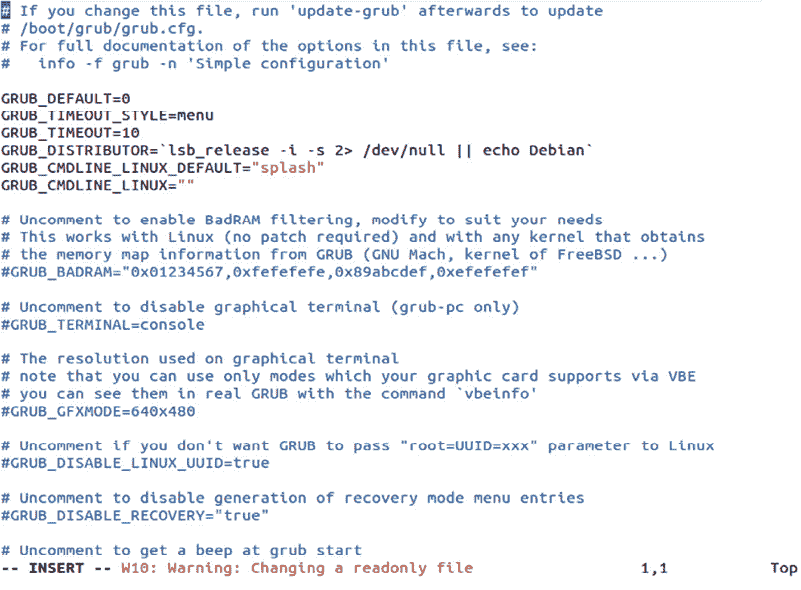 # If you change this file, run 'update-grub' afterwards to update
# /boot/grub/grub.cfg.
# For full documentation of the options in this file, see:
#   info -f grub -n 'Simple configuration'
GRUB_DEFAULT=0
GRUB_TIMEOUT_STYLE=menu
GRUB_TIMEOUT=10
GRUB_DISTRIBUTOR=`lsb_release -i -s 2> /dev/null || echo Debian`
GRUB_CMDLINE_LINUX_DEFAULT="splash"
GRUB_CMDLINE_LINUX=""
# Uncomment to enable BadRAM filtering, modify to suit your needs
# This works with Linux (no patch required) and with any kernel that obtains
# the memory map information from GRUB (GNU Mach, kernel of FreeBSD ...)
#GRUB_BADRAM="0x01234567,0xfefefefe,0x89abcdef,0xefefefef"
# Uncomment to disable graphical terminal (grub-pc only)
#GRUB_TERMINAL=console
# The resolution used on graphical terminal
# note that you can use only modes which your graphic card supports via VBE
# you can see them in real GRUB with the command `vbeinfo'
#GRUB_GFXMODE=640x480
# Uncomment if you don't want GRUB to pass "root=UUID=xxx" parameter to Linux
#GRUB_DISABLE_LINUX_UUID=true
# Uncomment to disable generation of recovery mode menu entries
#GRUB_DISABLE_RECOVERY="true"
# Uncomment to get a beep at grub start
-- INSERT -- W10: Warning: Changing a readonly file 1,1 Top